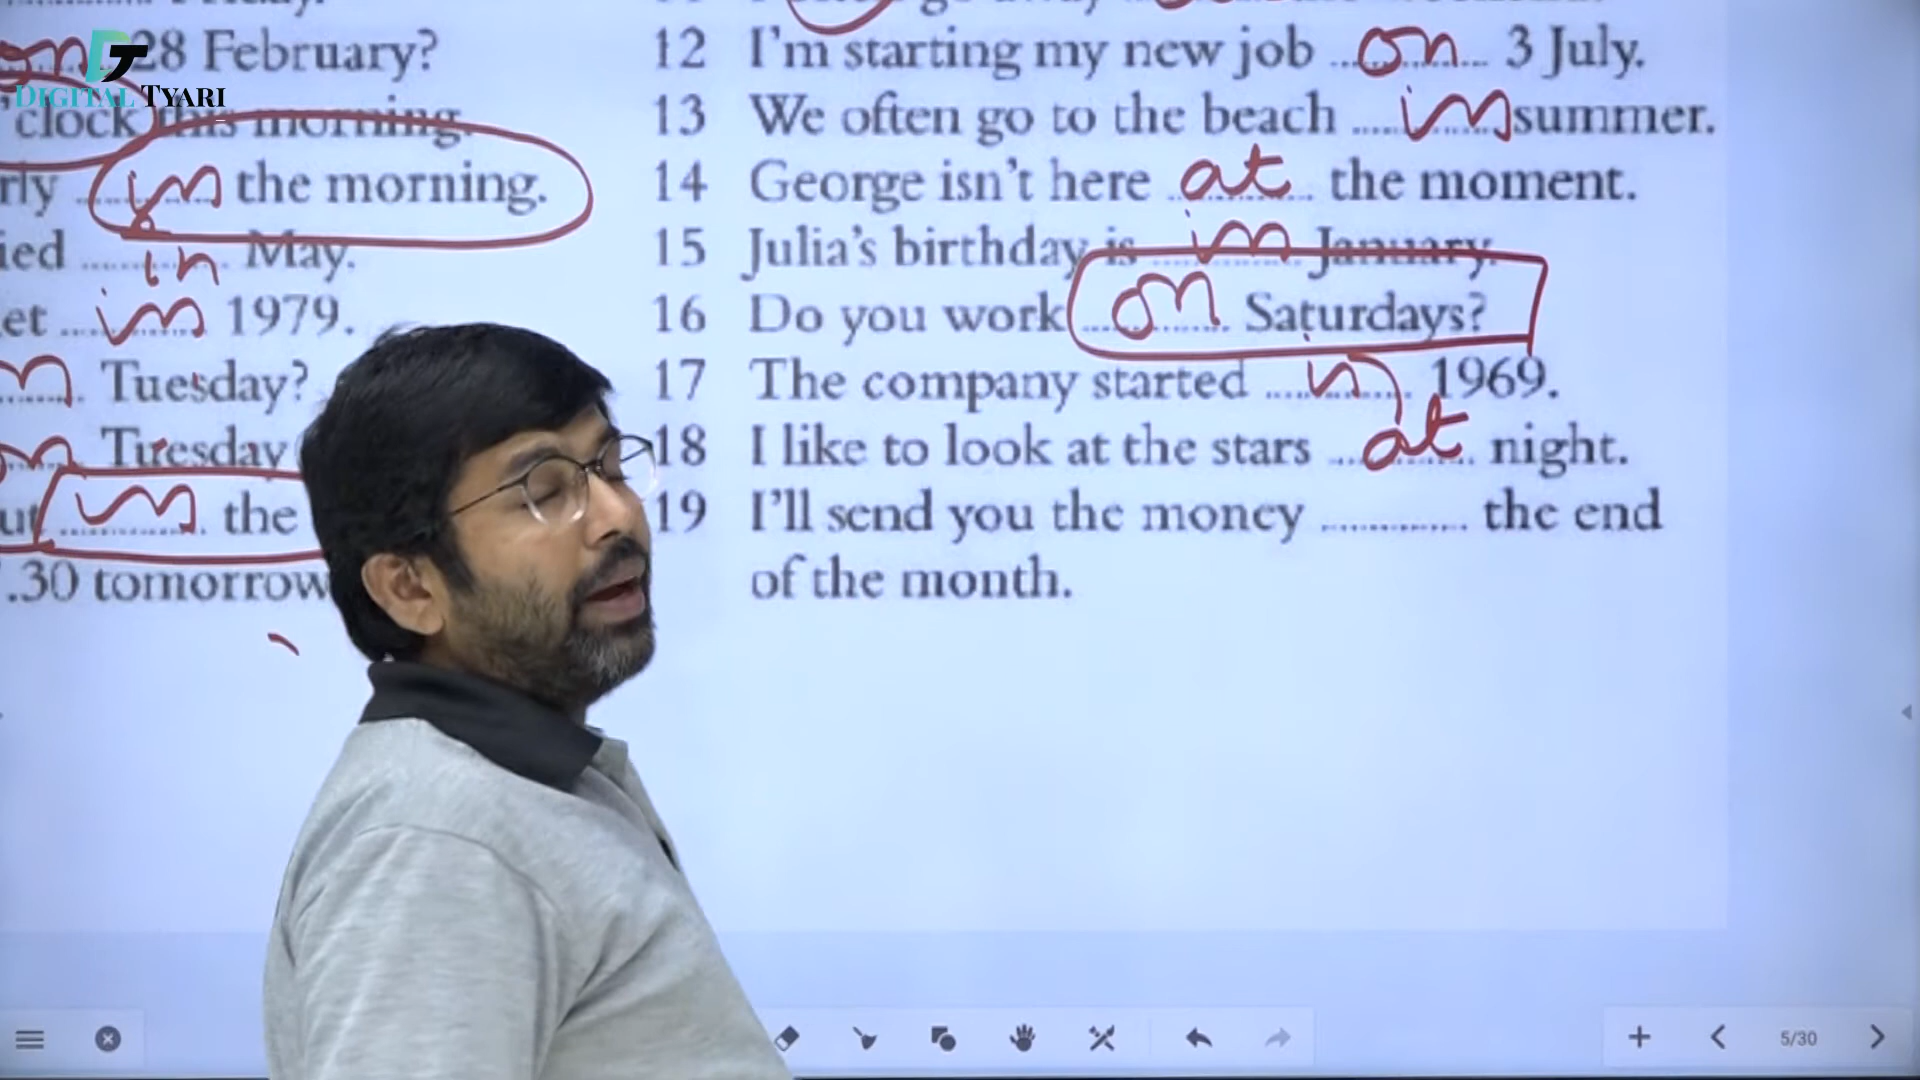 on 28 February?
DIGITAL TYARI
'clock this morning.
rly in the morning.
ied in May.
et in 1979.
Tuesday?
Tuesday
ut in the
.30 tomorrow
12 I'm starting my new job on 3 July.
13 We often go to the beach in summer.
14 George isn't here at the moment.
15 Julia's birthday is in January.
16 Do you work on Saturdays?
17 The company started in 1969.
18 I like to look at the stars at night.
19 I'll send you the money ............ the end
of the month.
5/30